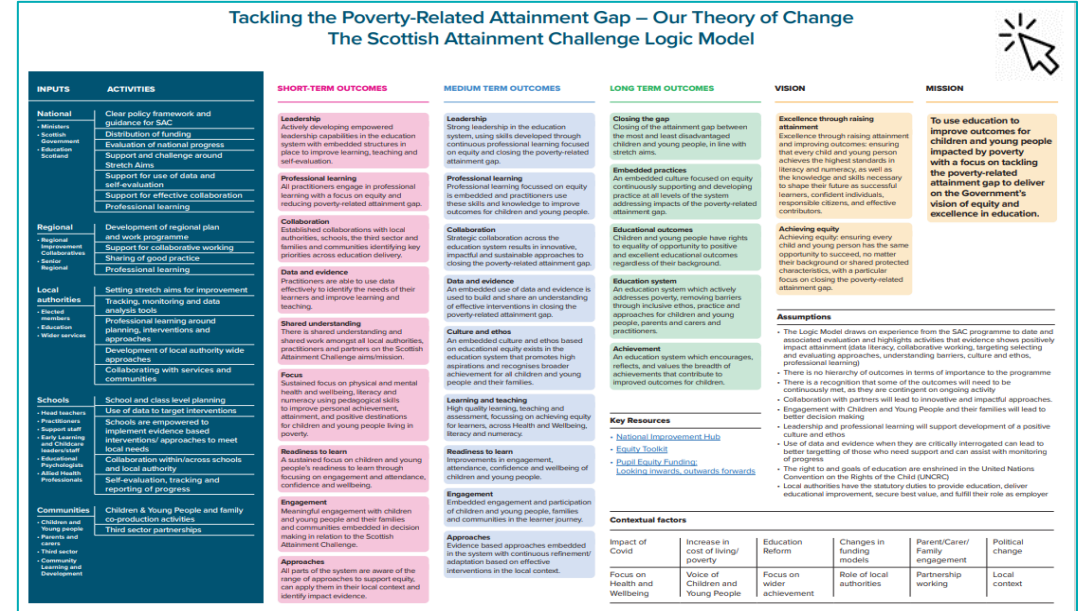 Tackling the Poverty-Related Attainment Gap – Our Theory of Change
The Scottish Attainment Challenge Logic Model
INPUTS
ACTIVITIES
National
• Ministers
• Scottish
Government
• Education
Scotland
Clear policy framework and
guidance for SAC
Distribution of funding
Evaluation of national progress
Support and challenge around
Stretch Aims
Support for use of data and
self-evaluation
Support for effective collaboration
Professional learning
Regional
• Regional
Improvement
Collaboratives
• Senior
Regional
Development of regional plan
and work programme
Support for collaborative working
Sharing of good practice
Professional learning
Local
authorities
• Elected
members
• Education
• Wider services
Setting stretch aims for improvement
Tracking, monitoring and data
analysis tools
Professional learning around
planning, interventions and
approaches
Development of local authority wide
approaches
Collaborating with services and
communities
Schools
• Head teachers
• Practitioners
• Support staff
• Early Learning
and Childcare
leaders/staff
• Educational
Psychologists
• Allied Health
Professionals
School and class level planning
Use of data to target interventions
Schools are empowered to
implement evidence based
interventions/ approaches to meet
local needs
Collaboration within/across schools
and local authority
Self-evaluation, tracking and
reporting of progress
Communities
• Children and
Young people
• Parents and
carers
• Third sector
• Community
Learning and
Development
Children & Young People and family
co-production activities
Third sector partnerships
SHORT-TERM OUTCOMES
Leadership
Actively developing empowered
leadership capabilities in the education
system with embedded structures in
place to improve learning, teaching and
self-evaluation.
Professional learning
All practitioners engage in professional
learning with a focus on equity and
reducing poverty-related attainment gap.
Collaboration
Established collaborations with local
authorities, schools, the third sector and
families and communities identifying key
priorities across education delivery.
Data and evidence
Practitioners are able to use data
effectively to identify the needs of their
learners and improve learning and
teaching.
Shared understanding
There is shared understanding and
shared work amongst all local authorities,
practitioners and partners on the Scottish
Attainment Challenge aims/mission.
Focus
Sustained focus on physical and mental
health and wellbeing, literacy and
numeracy using pedagogical skills
to improve personal achievement,
attainment, and positive destinations
for children and young people living in
poverty.
Readiness to learn
A sustained focus on children and young
people's readiness to learn through
focusing on engagement and attendance,
confidence and wellbeing.
Engagement
Meaningful engagement with children
and young people and their families
and communities embedded in decision
making in relation to the Scottish
Attainment Challenge.
Approaches
All parts of the system are aware of the
range of approaches to support equity,
can apply them in their local context and
identify impact evidence.
MEDIUM TERM OUTCOMES
Leadership
Strong leadership in the education
system, using skills developed through
continuous professional learning focused
on equity and closing the poverty-related
attainment gap.
Professional learning
Professional learning focussed on equity
is embedded and practitioners use
these skills and knowledge to improve
outcomes for children and young people.
Collaboration
Strategic collaboration across the
education system results in innovative,
impactful and sustainable approaches to
closing the poverty-related attainment gap.
Data and evidence
An embedded use of data and evidence is
used to build and share an understanding
of effective interventions in closing the
poverty-related attainment gap.
Culture and ethos
An embedded culture and ethos based on
educational equity exists in the
education system that promotes high
aspirations and recognises broader
achievement for all children and young
people and their families.
Learning and teaching
High quality learning, teaching and
assessment, focussing on achieving equity
for learners, across Health and Wellbeing,
literacy and numeracy.
Readiness to learn
Improvements in engagement,
attendance, confidence and wellbeing of
children and young people.
Engagement
Embedded engagement and participation
of children and young people, families
and communities in the learner journey.
Approaches
Evidence based approaches embedded
in the system with continuous refinement/
adaptation based on effective
interventions in the local context.
LONG TERM OUTCOMES
Closing the gap
Closing of the attainment gap between
the most and least disadvantaged
children and young people, in line with
stretch aims.
Embedded practices
An embedded culture focused on equity
continuously supporting and developing
practice at all levels of the system
addressing impacts of the poverty-related
attainment gap.
Educational outcomes
Children and young people have rights
to equality of opportunity to positive
and excellent educational outcomes
regardless of their background.
Education system
An education system which actively
addresses poverty, removing barriers
through inclusive ethos, practice and
approaches for children and young
people, parents and carers and
practitioners.
Achievement
An education system which encourages,
reflects, and values the breadth of
achievements that contribute to
improved outcomes for children.
Key Resources
• National Improvement Hub
• Equity Toolkit
• Pupil Equity Funding:
Looking inwards, outwards forwards
VISION
Excellence through raising
attainment
Excellence through raising attainment
and improving outcomes: ensuring
that every child and young person
achieves the highest standards in
literacy and numeracy, as well as
the knowledge and skills necessary
to shape their future as successful
learners, confident individuals,
responsible citizens, and effective
contributors.
Achieving equity
Achieving equity: ensuring every
child and young person has the same
opportunity to succeed, no matter
their background or shared protected
characteristics, with a particular
focus on closing the poverty-related
attainment gap.
MISSION
To use education to
improve outcomes for
children and young people
impacted by poverty
with a focus on tackling
the poverty-related
attainment gap to deliver
on the Government's
vision of equity and
excellence in education.
Assumptions
• The Logic Model draws on experience from the SAC programme to date and
associated evaluation and highlights activities that evidence shows positively
impact attainment (data literacy, collaborative working, targeting selecting
and evaluating approaches, understanding barriers, culture and ethos,
professional learning)
• There is no hierarchy of outcomes in terms of importance to the programme
• There is a recognition that some of the outcomes will need to be
continuously met, as they are contingent on ongoing activity
• Collaboration with partners will lead to innovative and impactful approaches.
• Engagement with Children and Young People and their families will lead to
better decision making
• Leadership and professional learning will support development of a positive
culture and ethos
• Use of data and evidence when they are critically interrogated can lead to
better targeting of those who need support and can assist with monitoring
of progress
• The right to and goals of education are enshrined in the United Nations
Convention on the Rights of the Child (UNCRC)
• Local authorities have the statutory duties to provide education, deliver
educational improvement, secure best value, and fulfil their role as employer
Contextual factors
Impact of
Covid
Increase in
cost of living/
poverty
Education
Reform
Changes in
funding
models
Parent/Carer/
Family
engagement
Political
change
Focus on
Health and
Wellbeing
Voice of
Children and
Young People
Focus on
wider
achievement
Role of local
authorities
Partnership
working
Local
context